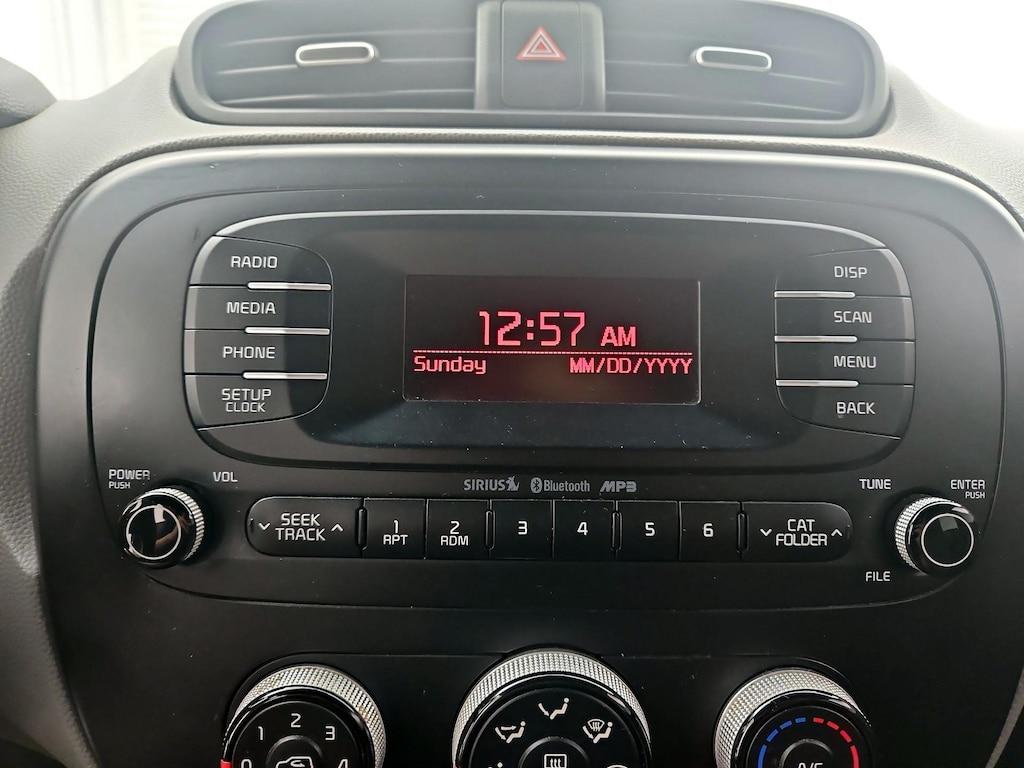 RADIO
MEDIA
PHONE
SETUP
CLOCK
12:57 AM
Sunday MM/DD/YYYY
DISP
SCAN
MENU
BACK
POWER
PUSH
VOL
SIRIUS Bluetooth MP3
TUNE
ENTER
PUSH
SEEK
TRACK
1
RPT
2
RDM
3
4
5
6
CAT
FOLDER
FILE
0 1 2 3 4
A/C